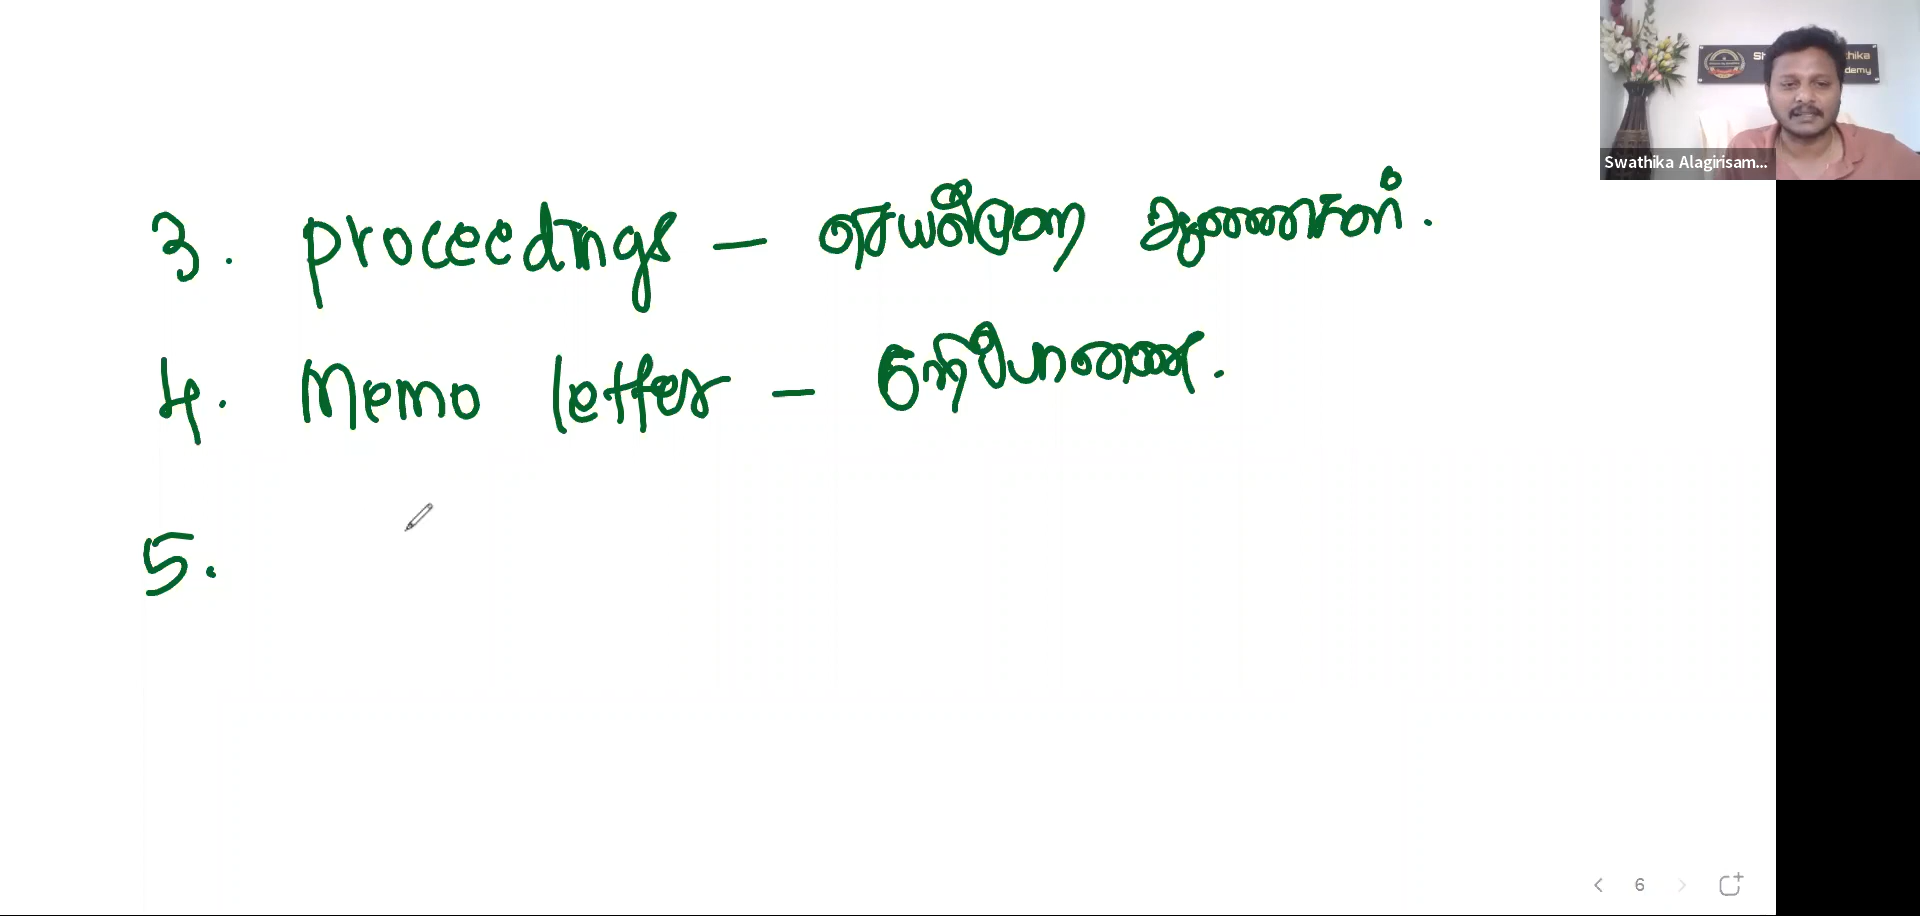 3. Proceedings – செயல்முறை ஆணைகள்.
4. Memo letter – குறிப்பாணை.
5.
Swathika Alagirisam...
6